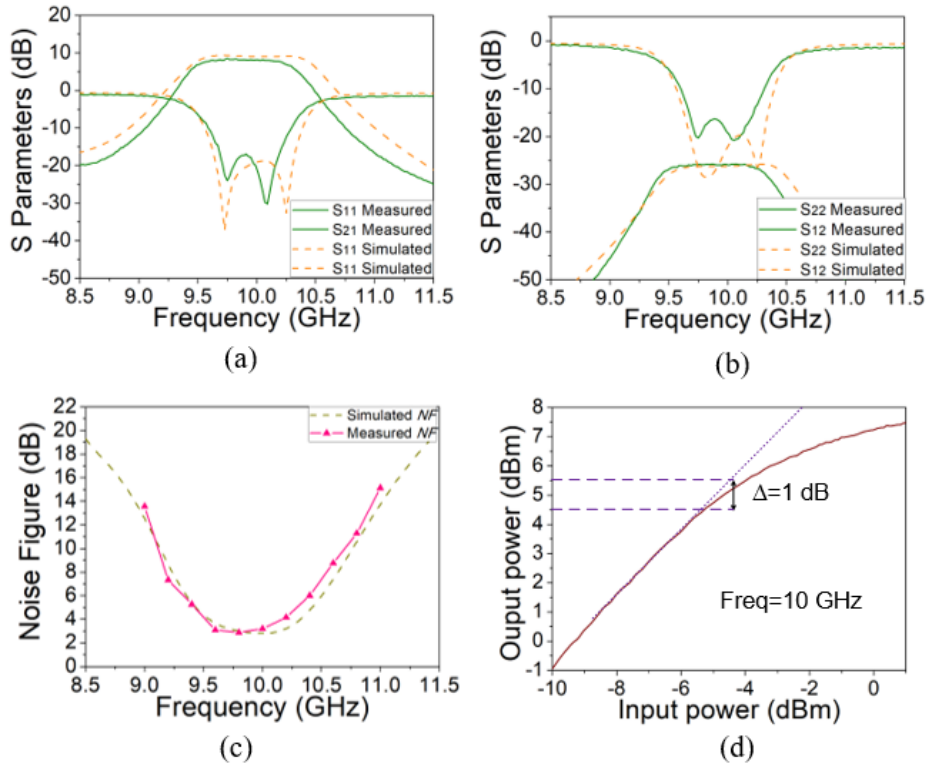 20
10
0
-10
-20
-30
-40
-50
S Parameters (dB)
S11 Measured
S21 Measured
S11 Simulated
S11 Simulated
8.5 9.0 9.5 10.0 10.5 11.0 11.5
Frequency (GHz)
(a)
0
-10
-20
-30
-40
-50
S Parameters (dB)
S22 Measured
S12 Measured
S22 Simulated
S12 Simulated
8.5 9.0 9.5 10.0 10.5 11.0 11.5
Frequency (GHz)
(b)
22
20
18
16
14
12
10
8
6
4
2
0
Noise Figure (dB)
Simulated NF
Measured NF
8.5 9.0 9.5 10.0 10.5 11.0 11.5
Frequency (GHz)
(c)
8
7
6
5
4
3
2
1
0
-1
Ouput power (dBm)
Δ=1 dB
Freq=10 GHz
-10 -8 -6 -4 -2 0
Input power (dBm)
(d)